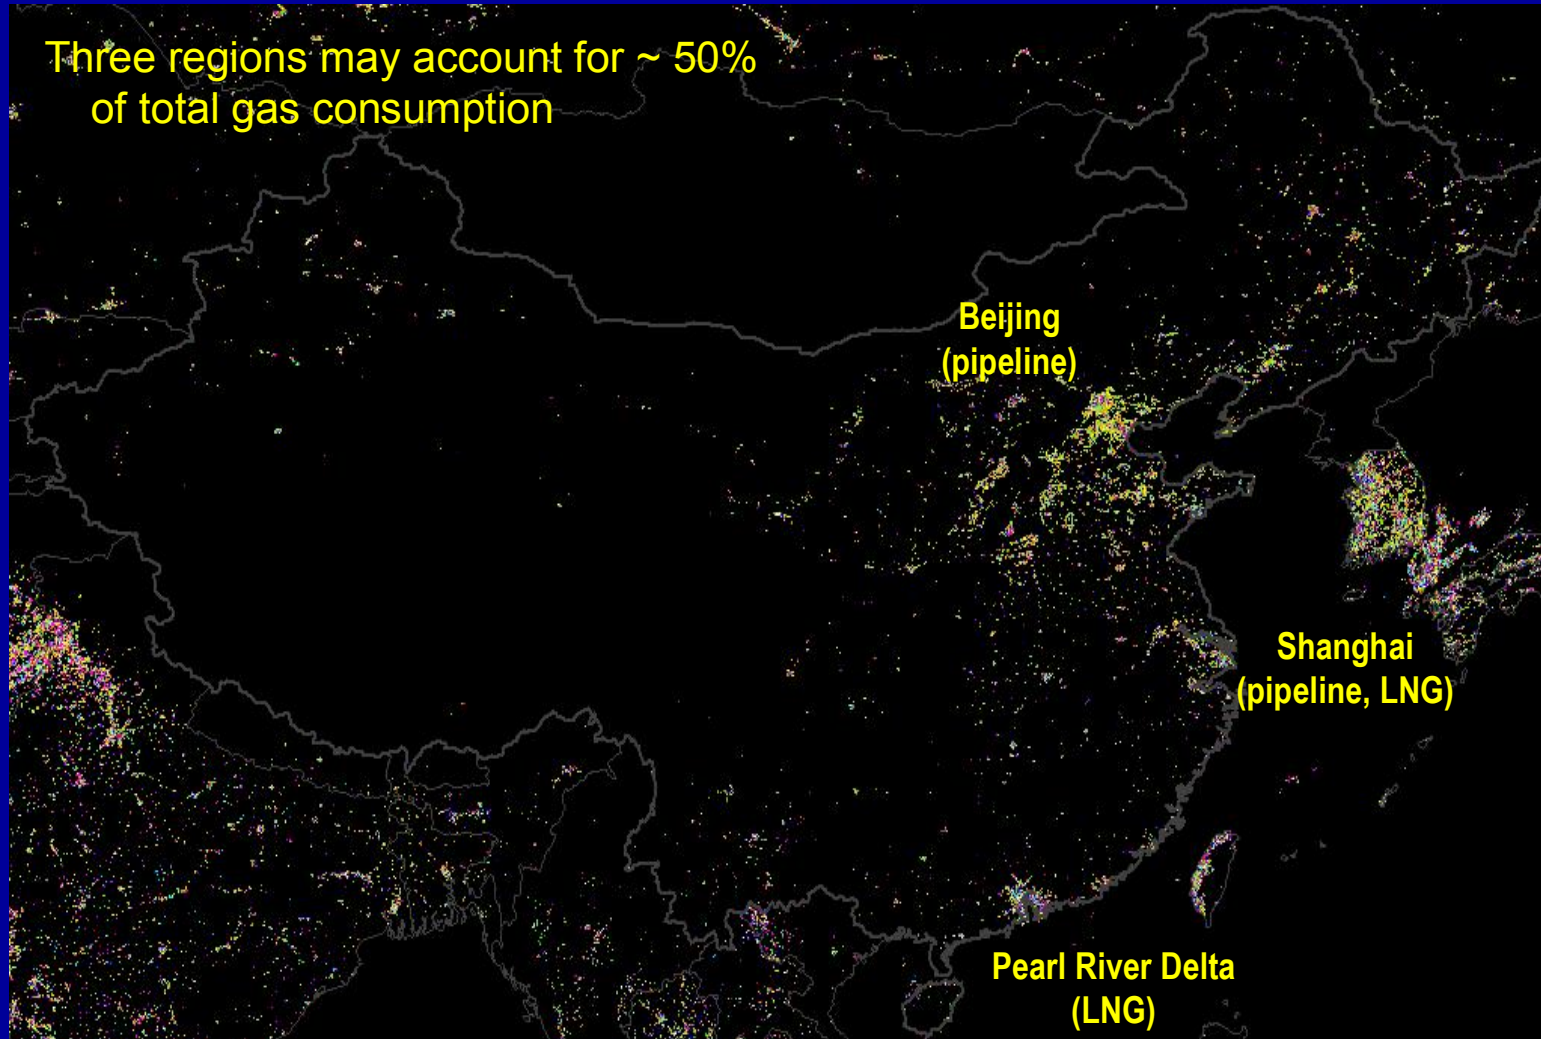 Three regions may account for ~ 50%
of total gas consumption
Beijing
(pipeline)
Shanghai
(pipeline, LNG)
Pearl River Delta
(LNG)